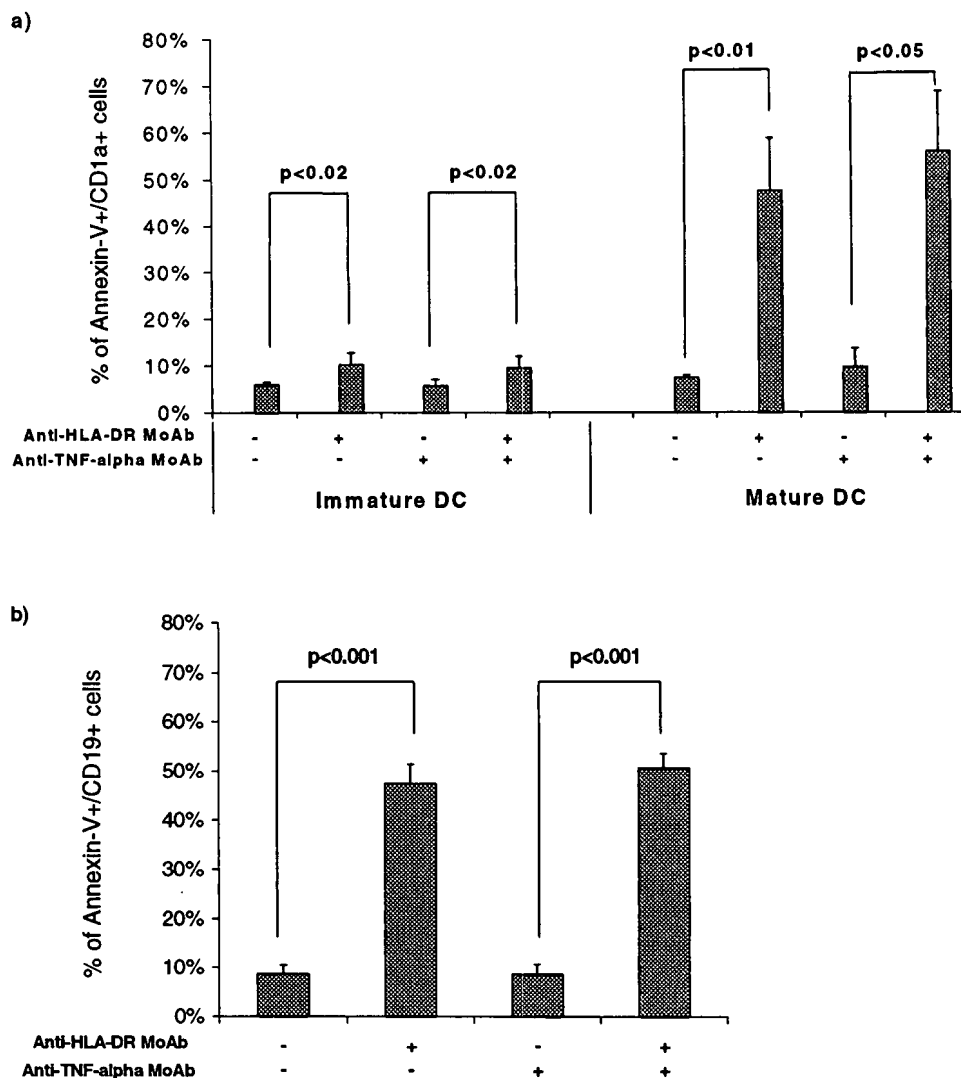 a)
% of Annexin-V+/CD1a+ cells
80%
70%
60%
50%
40%
30%
20%
10%
0%
p<0.02
p<0.02
p<0.01
p<0.05
Anti-HLA-DR MoAb - + - + - + - +
Anti-TNF-alpha MoAb - - + + - - + +
Immature DC
Mature DC
b)
% of Annexin-V+/CD19+ cells
80%
70%
60%
50%
40%
30%
20%
10%
0%
p<0.001
p<0.001
Anti-HLA-DR MoAb - + - +
Anti-TNF-alpha MoAb - - + +